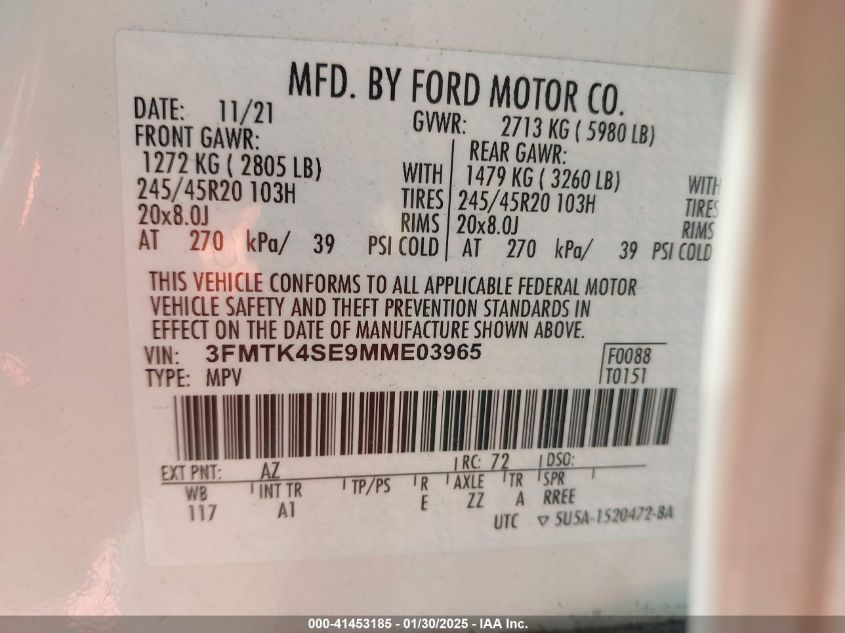 MFD. BY FORD MOTOR CO.
DATE: 11/21 GVWR: 2713 KG ( 5980 LB)
FRONT GAWR: REAR GAWR:
1272 KG ( 2805 LB) WITH 1479 KG ( 3260 LB) WITH
245/45R20 103H TIRES 245/45R20 103H TIRES
20x8.0J RIMS 20x8.0J RIMS
AT 270 kPa/ 39 PSI COLD AT 270 kPa/ 39 PSI COLD
THIS VEHICLE CONFORMS TO ALL APPLICABLE FEDERAL MOTOR
VEHICLE SAFETY AND THEFT PREVENTION STANDARDS IN
EFFECT ON THE DATE OF MANUFACTURE SHOWN ABOVE.
VIN: 3FMTK4SE9MME03965 F0088
TYPE: MPV T0151
EXT PNT: AZ RC: 72 DSO:
WB INT TR TP/PS R AXLE TR SPR
117 A1 E ZZ A RREE
UTC ▽ 5U5A-1520472-BA
000-41453185 - 01/30/2025 - IAA Inc.